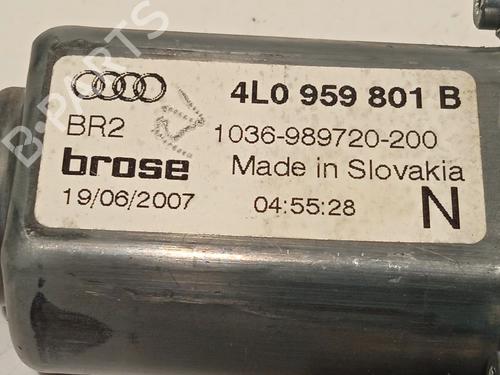 4L0 959 801 B
BR2 1036-989720-200
brose Made in Slovakia
19/06/2007 04:55:28 N
B-PARTS